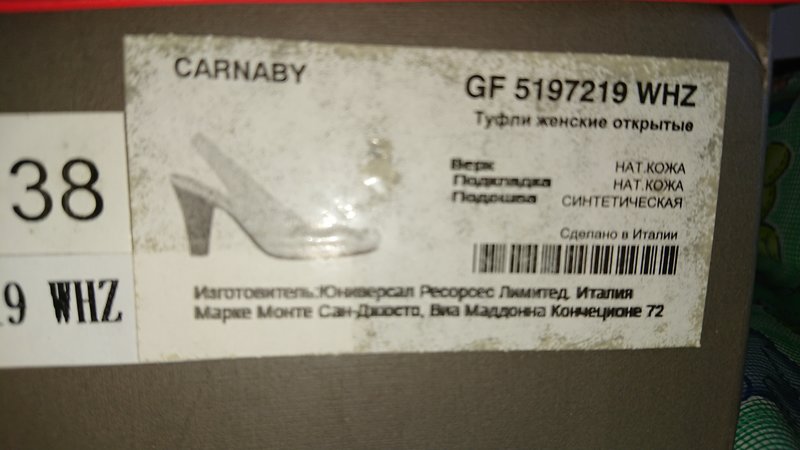 CARNABY
GF 5197219 WHZ
Туфли женские открытые
38
Верх НАТ.КОЖА
Подкладка НАТ.КОЖА
Подошва СИНТЕТИЧЕСКАЯ
Сделано в Италии
9 WHZ
Изготовитель:Юниверсал Ресорсес Лимитед, Италия
Марке Монте Сан-Джюсто, Виа Маддонна Кончеционе 72